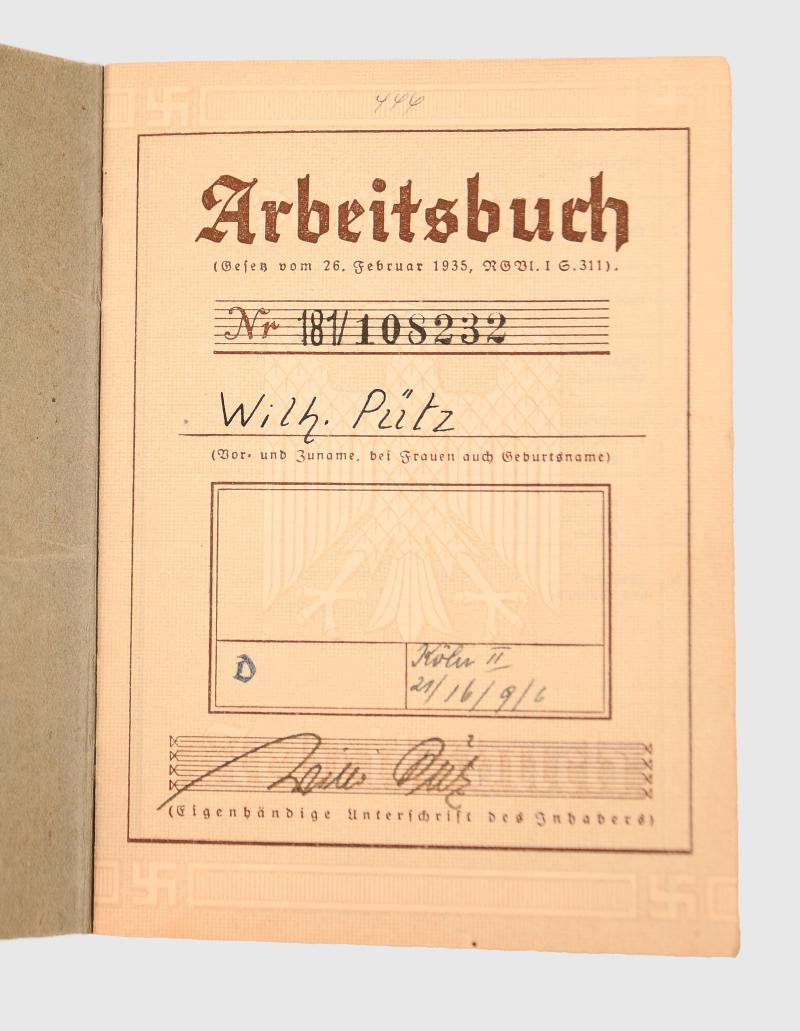 444
Arbeitsbuch
(Gesetz vom 26. Februar 1935, RGBl. I S. 311).
Nr 181/108232
Wilh. Pütz
(Vor- und Zuname, bei Frauen auch Geburtsname)
D
Köln II
21/16/9/6
Willi Pütz
(Eigenhändige Unterschrift des Inhabers)